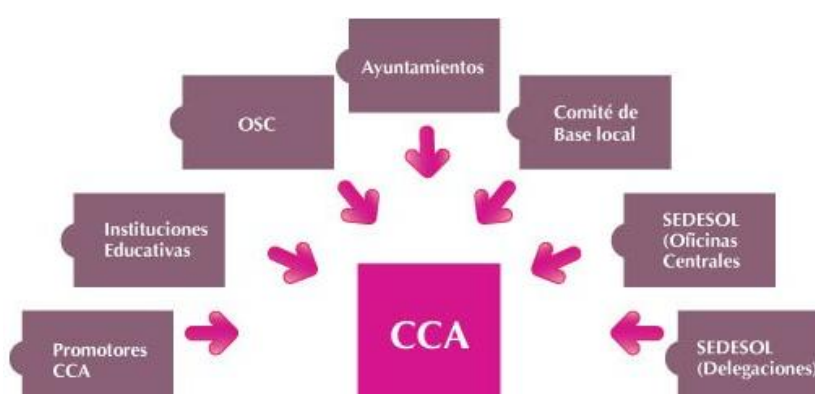 Ayuntamientos
OSC
Comité de
Base local
Instituciones
Educativas
SEDESOL
(Oficinas
Centrales
Promotores
CCA
CCA
SEDESOL
(Delegaciones)